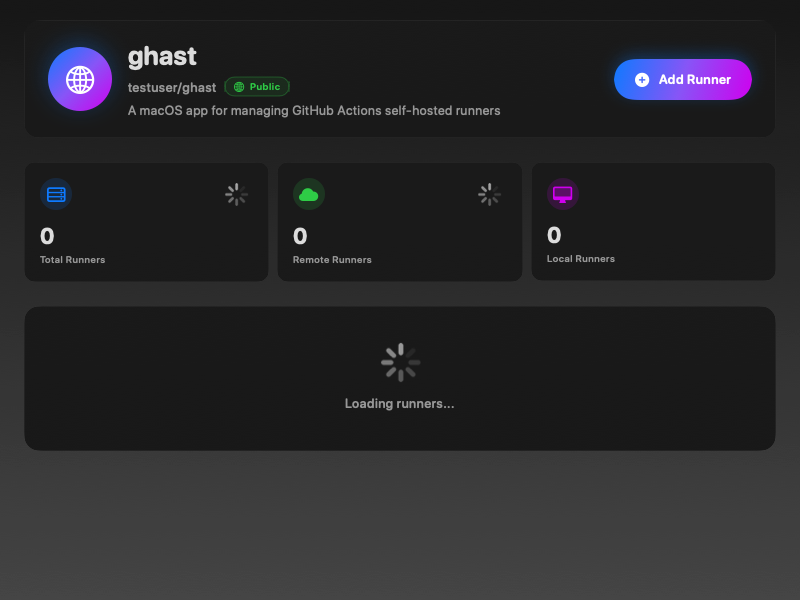 ghast
testuser/ghast Public
A macOS app for managing GitHub Actions self-hosted runners
Add Runner
0
Total Runners
0
Remote Runners
0
Local Runners
Loading runners...